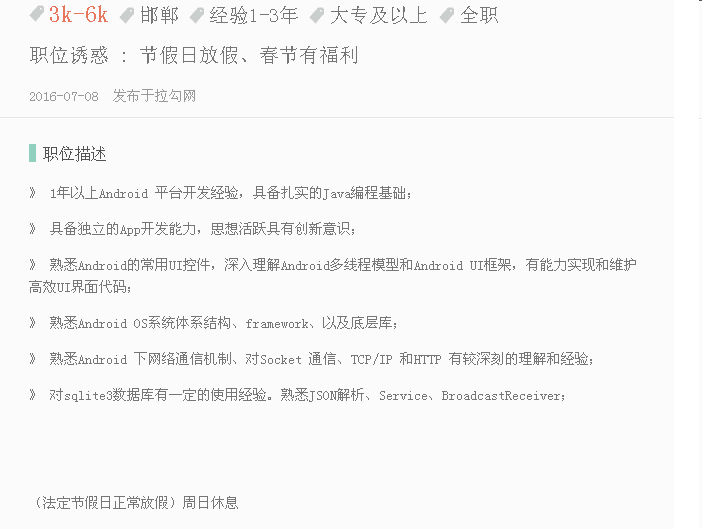 3k-6k 邯郸 经验1-3年 大专及以上 全职
职位诱惑 : 节假日放假、春节有福利
2016-07-08 发布于拉勾网
职位描述
》 1年以上Android 平台开发经验，具备扎实的Java编程基础；
》 具备独立的App开发能力，思想活跃具有创新意识；
》 熟悉Android的常用UI控件，深入理解Android多线程模型和Android UI框架，有能力实现和维护
高效UI界面代码；
》 熟悉Android OS系统体系结构、framework、以及底层库；
》 熟悉Android 下网络通信机制、对Socket 通信、TCP/IP 和HTTP 有较深刻的理解和经验；
》 对sqlite3数据库有一定的使用经验。熟悉JSON解析、Service、BroadcastReceiver；
（法定节假日正常放假）周日休息